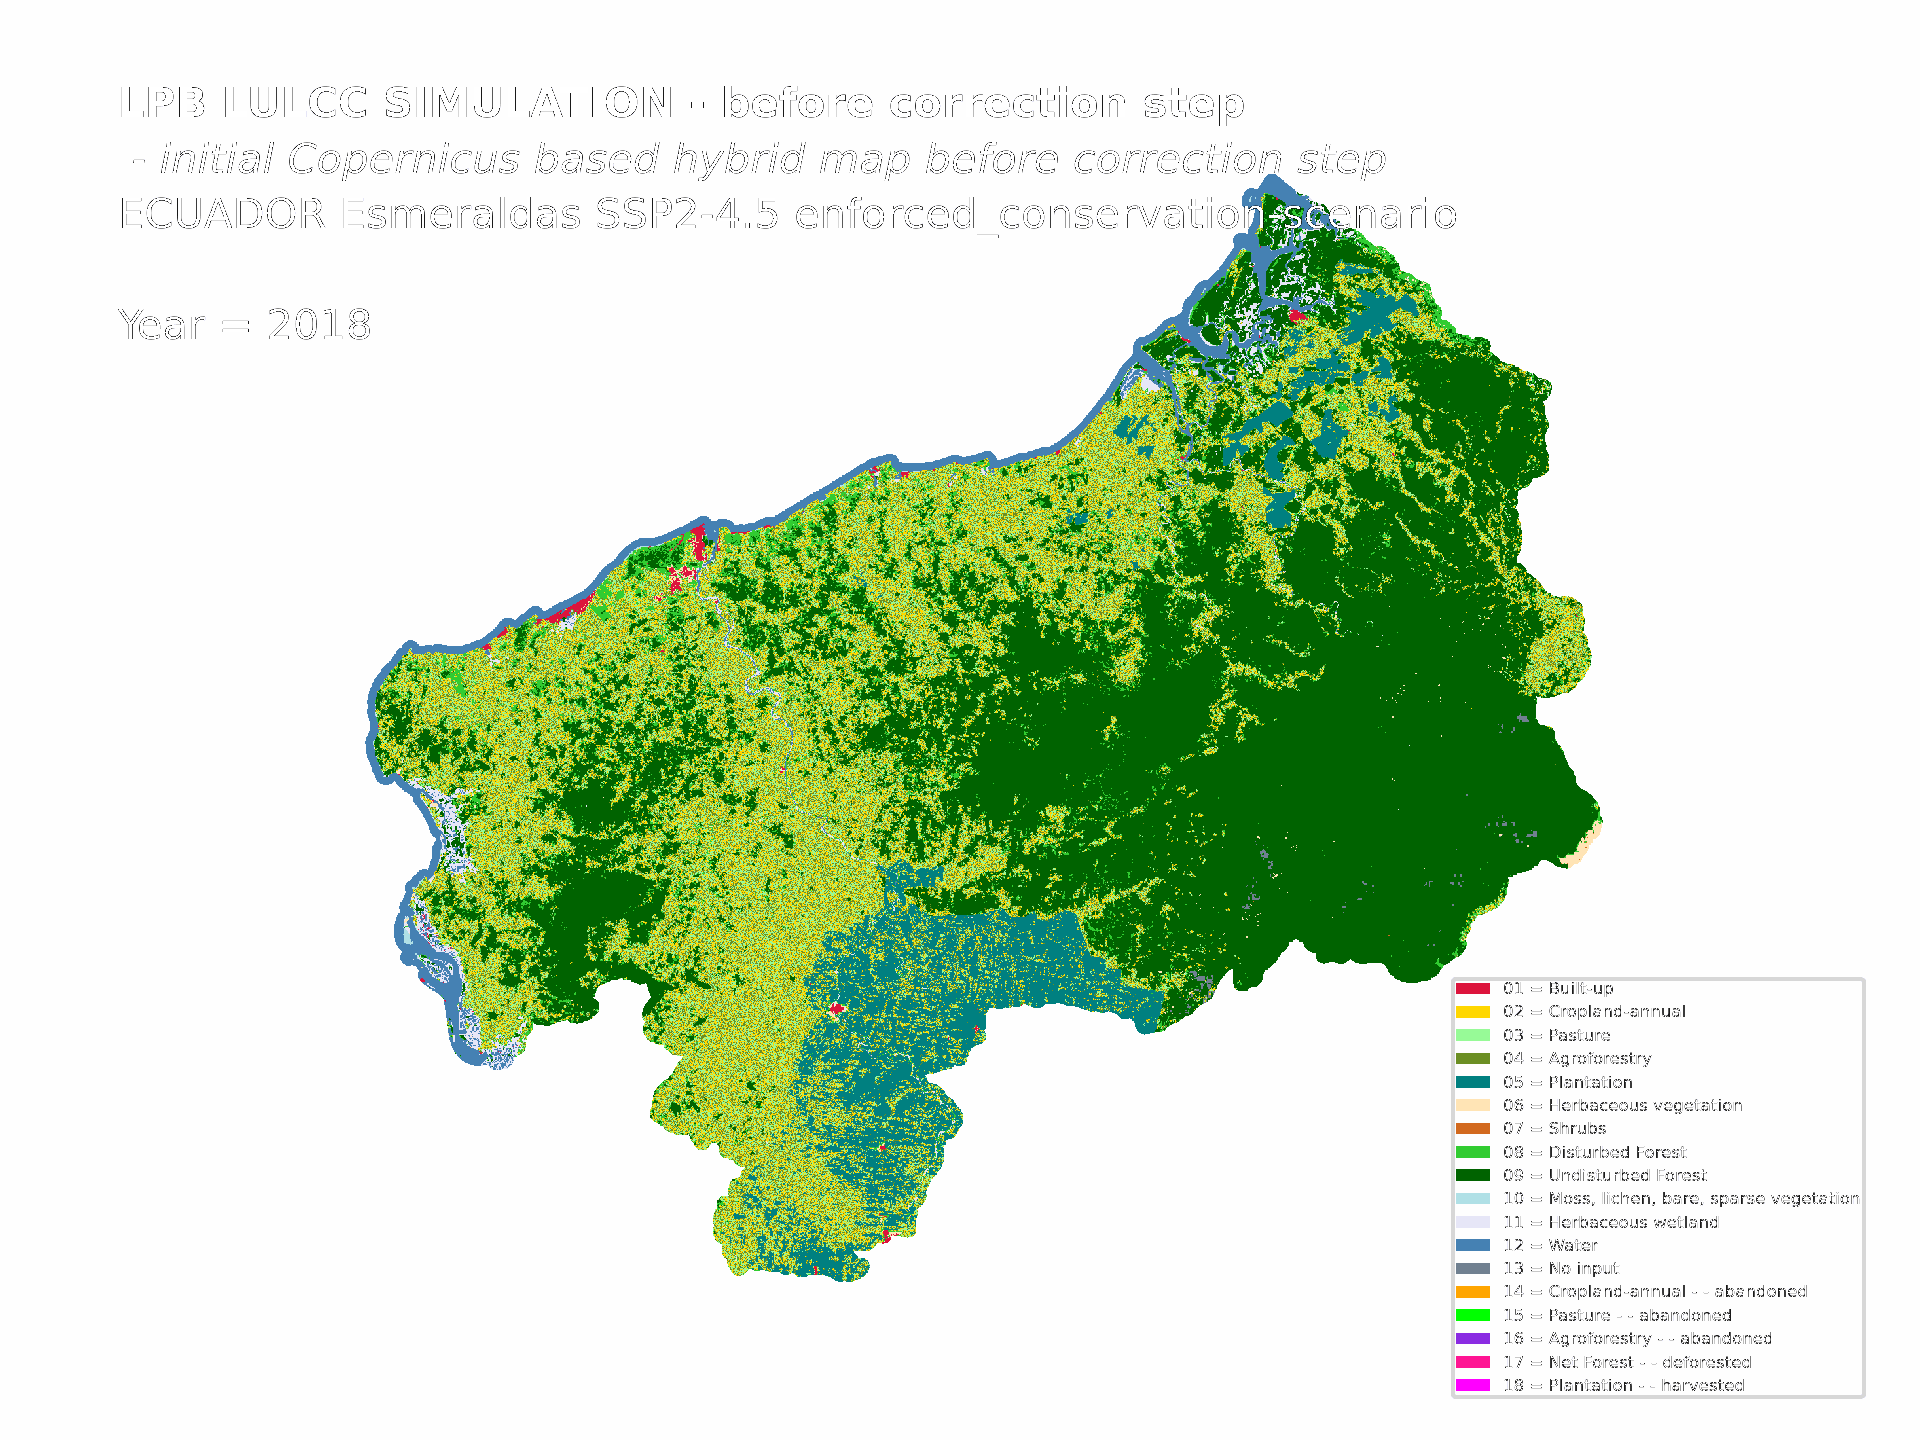 LPB LULCC SIMULATION - - before correction step
- initial Copernicus based hybrid map before correction step
ECUADOR Esmeraldas SSP2-4.5 enforced_conservation-scenario
Year = 2018
01 = Built-up
02 = Cropland-annual
03 = Pasture
04 = Agroforestry
05 = Plantation
06 = Herbaceous vegetation
07 = Shrubs
08 = Disturbed Forest
09 = Undisturbed Forest
10 = Moss, lichen, bare, sparse vegetation
11 = Herbaceous wetland
12 = Water
13 = No input
14 = Cropland-annual - - abandoned
15 = Pasture - - abandoned
16 = Agroforestry - - abandoned
17 = Net Forest - - deforested
18 = Plantation - - harvested